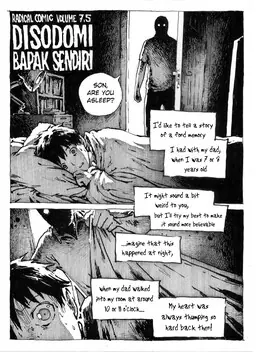 RADICAL COMIC VOLUME 7.5
DISODOMI
BAPAK SENDIRI
SON,
ARE YOU
ASLEEP?
I'd like to tell a story
of a fond memory
I had with my dad,
when I was 7 or 8
years old
It might sound a bit
weird to you,
but I'll try my best to make it
sound more believable
...imagine that this
happened at night,
when my dad walked
into my room at around
10 or 11 o'clock...
My heart was
always thumping so
hard back then!